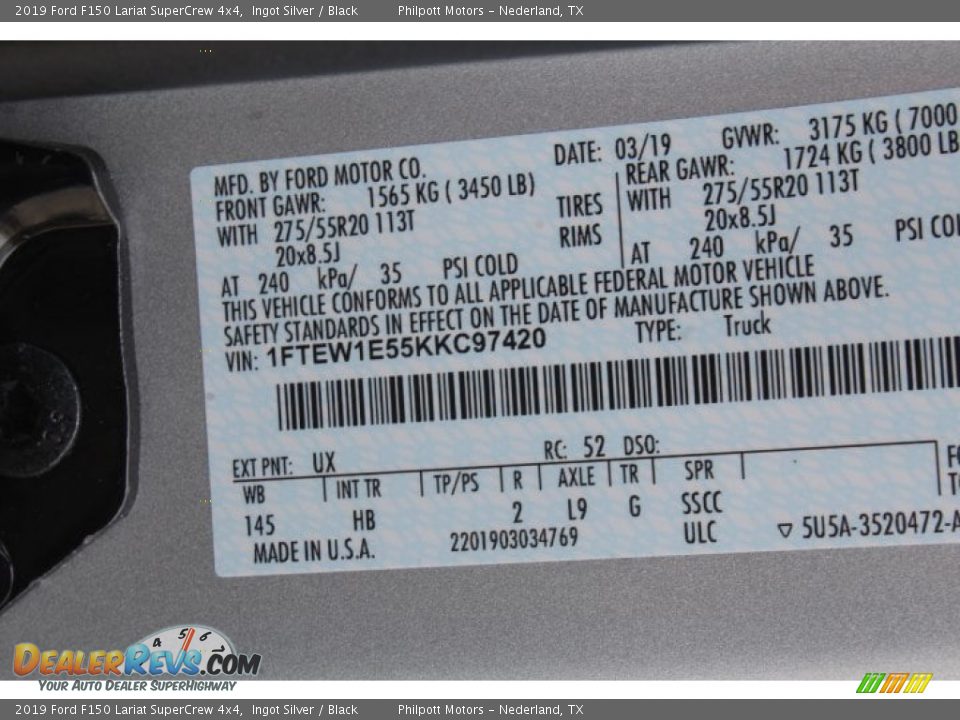 2019 Ford F150 Lariat SuperCrew 4x4, Ingot Silver / Black Philpott Motors – Nederland, TX
MFD. BY FORD MOTOR CO. DATE: 03/19 GVWR: 3175 KG ( 7000
FRONT GAWR: 1565 KG ( 3450 LB) REAR GAWR: 1724 KG ( 3800 LB
WITH 275/55R20 113T TIRES WITH 275/55R20 113T
20x8.5J RIMS 20x8.5J
AT 240 kPa/ 35 PSI COLD AT 240 kPa/ 35 PSI COL
THIS VEHICLE CONFORMS TO ALL APPLICABLE FEDERAL MOTOR VEHICLE
SAFETY STANDARDS IN EFFECT ON THE DATE OF MANUFACTURE SHOWN ABOVE.
VIN: 1FTEW1E55KKC97420 TYPE: Truck
EXT PNT: UX RC: 52 DSO:
WB INT TR TP/PS R AXLE TR SPR
145 HB 2 L9 G SSCC
MADE IN U.S.A. 2201903034769 ULC 5U5A-3520472-A
4 5 6
DEALERREVS.COM
YOUR AUTO DEALER SUPERHIGHWAY
2019 Ford F150 Lariat SuperCrew 4x4, Ingot Silver / Black Philpott Motors – Nederland, TX